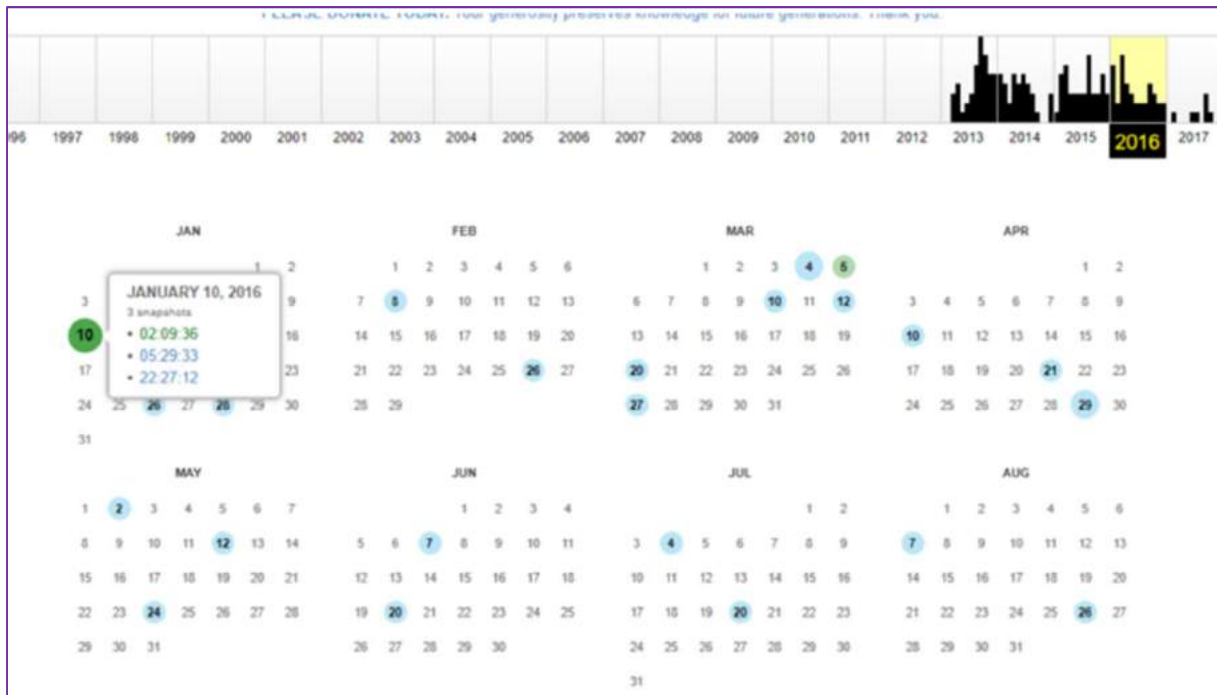 PLEASE DONATE TODAY. Your generosity preserves knowledge for future generations. Thank you.
1997 1998 1999 2000 2001 2002 2003 2004 2005 2006 2007 2008 2009 2010 2011 2012 2013 2014 2015 2016 2017
JAN FEB MAR APR
1 2 1 2 3 4 5 6 1 2 3 4 5 1 2
JANUARY 10, 2016
3 snapshots
• 02:09:36
• 05:29:33
• 22:27:12
3 9 7 8 9 10 11 12 13 6 7 8 9 10 11 12 3 4 5 6 7 8 9
10 16 14 15 16 17 18 19 20 13 14 15 16 17 18 19 10 11 12 13 14 15 16
17 23 21 22 23 24 25 26 27 20 21 22 23 24 25 26 17 18 19 20 21 22 23
24 25 26 27 28 29 30 28 29 27 28 29 30 31 24 25 26 27 28 29 30
31
MAY JUN JUL AUG
1 2 3 4 5 6 7 1 2 3 4 1 2 1 2 3 4 5 6
8 9 10 11 12 13 14 5 6 7 8 9 10 11 3 4 5 6 7 8 9 7 8 9 10 11 12 13
15 16 17 18 19 20 21 12 13 14 15 16 17 18 10 11 12 13 14 15 16 14 15 16 17 18 19 20
22 23 24 25 26 27 28 19 20 21 22 23 24 25 17 18 19 20 21 22 23 21 22 23 24 25 26 27
29 30 31 26 27 28 29 30 24 25 26 27 28 29 30 28 29 30 31
31